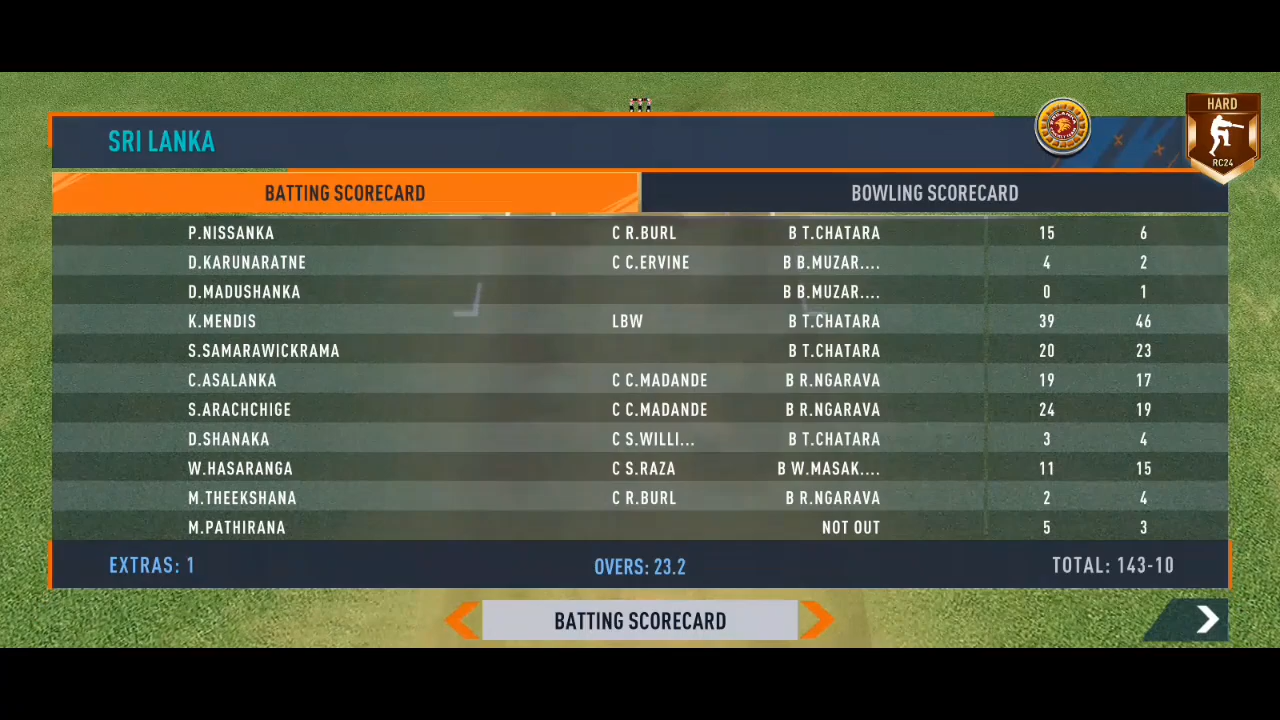 HARD
RC24
SRI LANKA
BATTING SCORECARD BOWLING SCORECARD
P.NISSANKA C R.BURL B T.CHATARA 15 6
D.KARUNARATNE C C.ERVINE B B.MUZAR.... 4 2
D.MADUSHANKA B B.MUZAR.... 0 1
K.MENDIS LBW B T.CHATARA 39 46
S.SAMARAWICKRAMA B T.CHATARA 20 23
C.ASALANKA C C.MADANDE B R.NGARAVA 19 17
S.ARACHCHIGE C C.MADANDE B R.NGARAVA 24 19
D.SHANAKA C S.WILLI... B T.CHATARA 3 4
W.HASARANGA C S.RAZA B W.MASAK.... 11 15
M.THEEKSHANA C R.BURL B R.NGARAVA 2 4
M.PATHIRANA NOT OUT 5 3
EXTRAS: 1 OVERS: 23.2 TOTAL: 143-10
BATTING SCORECARD